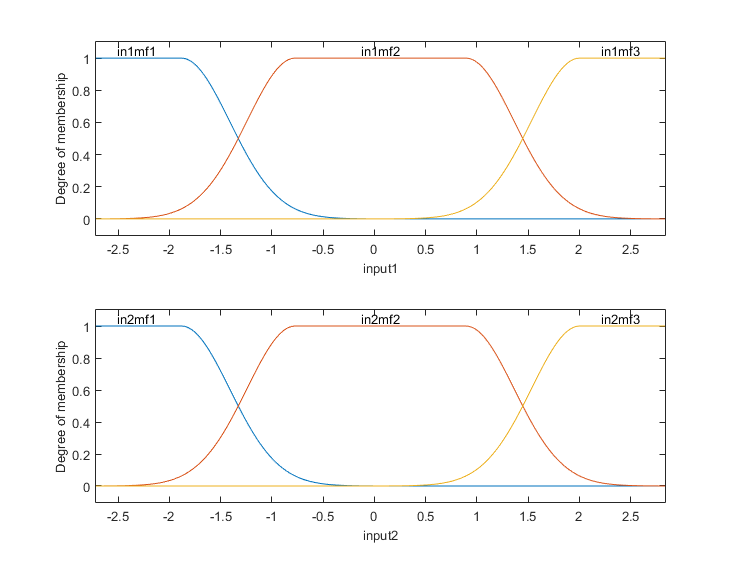 in1mf1 in1mf2 in1mf3
1
0.8
0.6
0.4
0.2
0
Degree of membership
-2.5 -2 -1.5 -1 -0.5 0 0.5 1 1.5 2 2.5
input1
in2mf1 in2mf2 in2mf3
1
0.8
0.6
0.4
0.2
0
Degree of membership
-2.5 -2 -1.5 -1 -0.5 0 0.5 1 1.5 2 2.5
input2